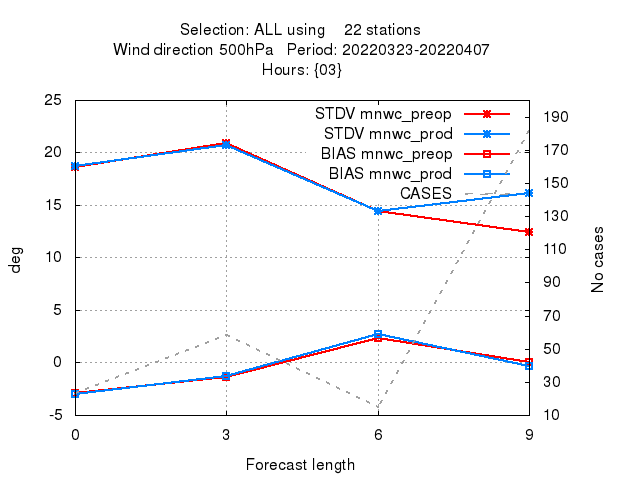 Selection: ALL using    22 stations
Wind direction 500hPa   Period: 20220323-20220407
Hours: {03}
STDV mnwc_preop
STDV mnwc_prod
BIAS mnwc_preop
BIAS mnwc_prod
CASES
deg
25
20
15
10
5
0
-5
190
170
150
130
110
90
70
50
30
10
No cases
0 3 6 9
Forecast length